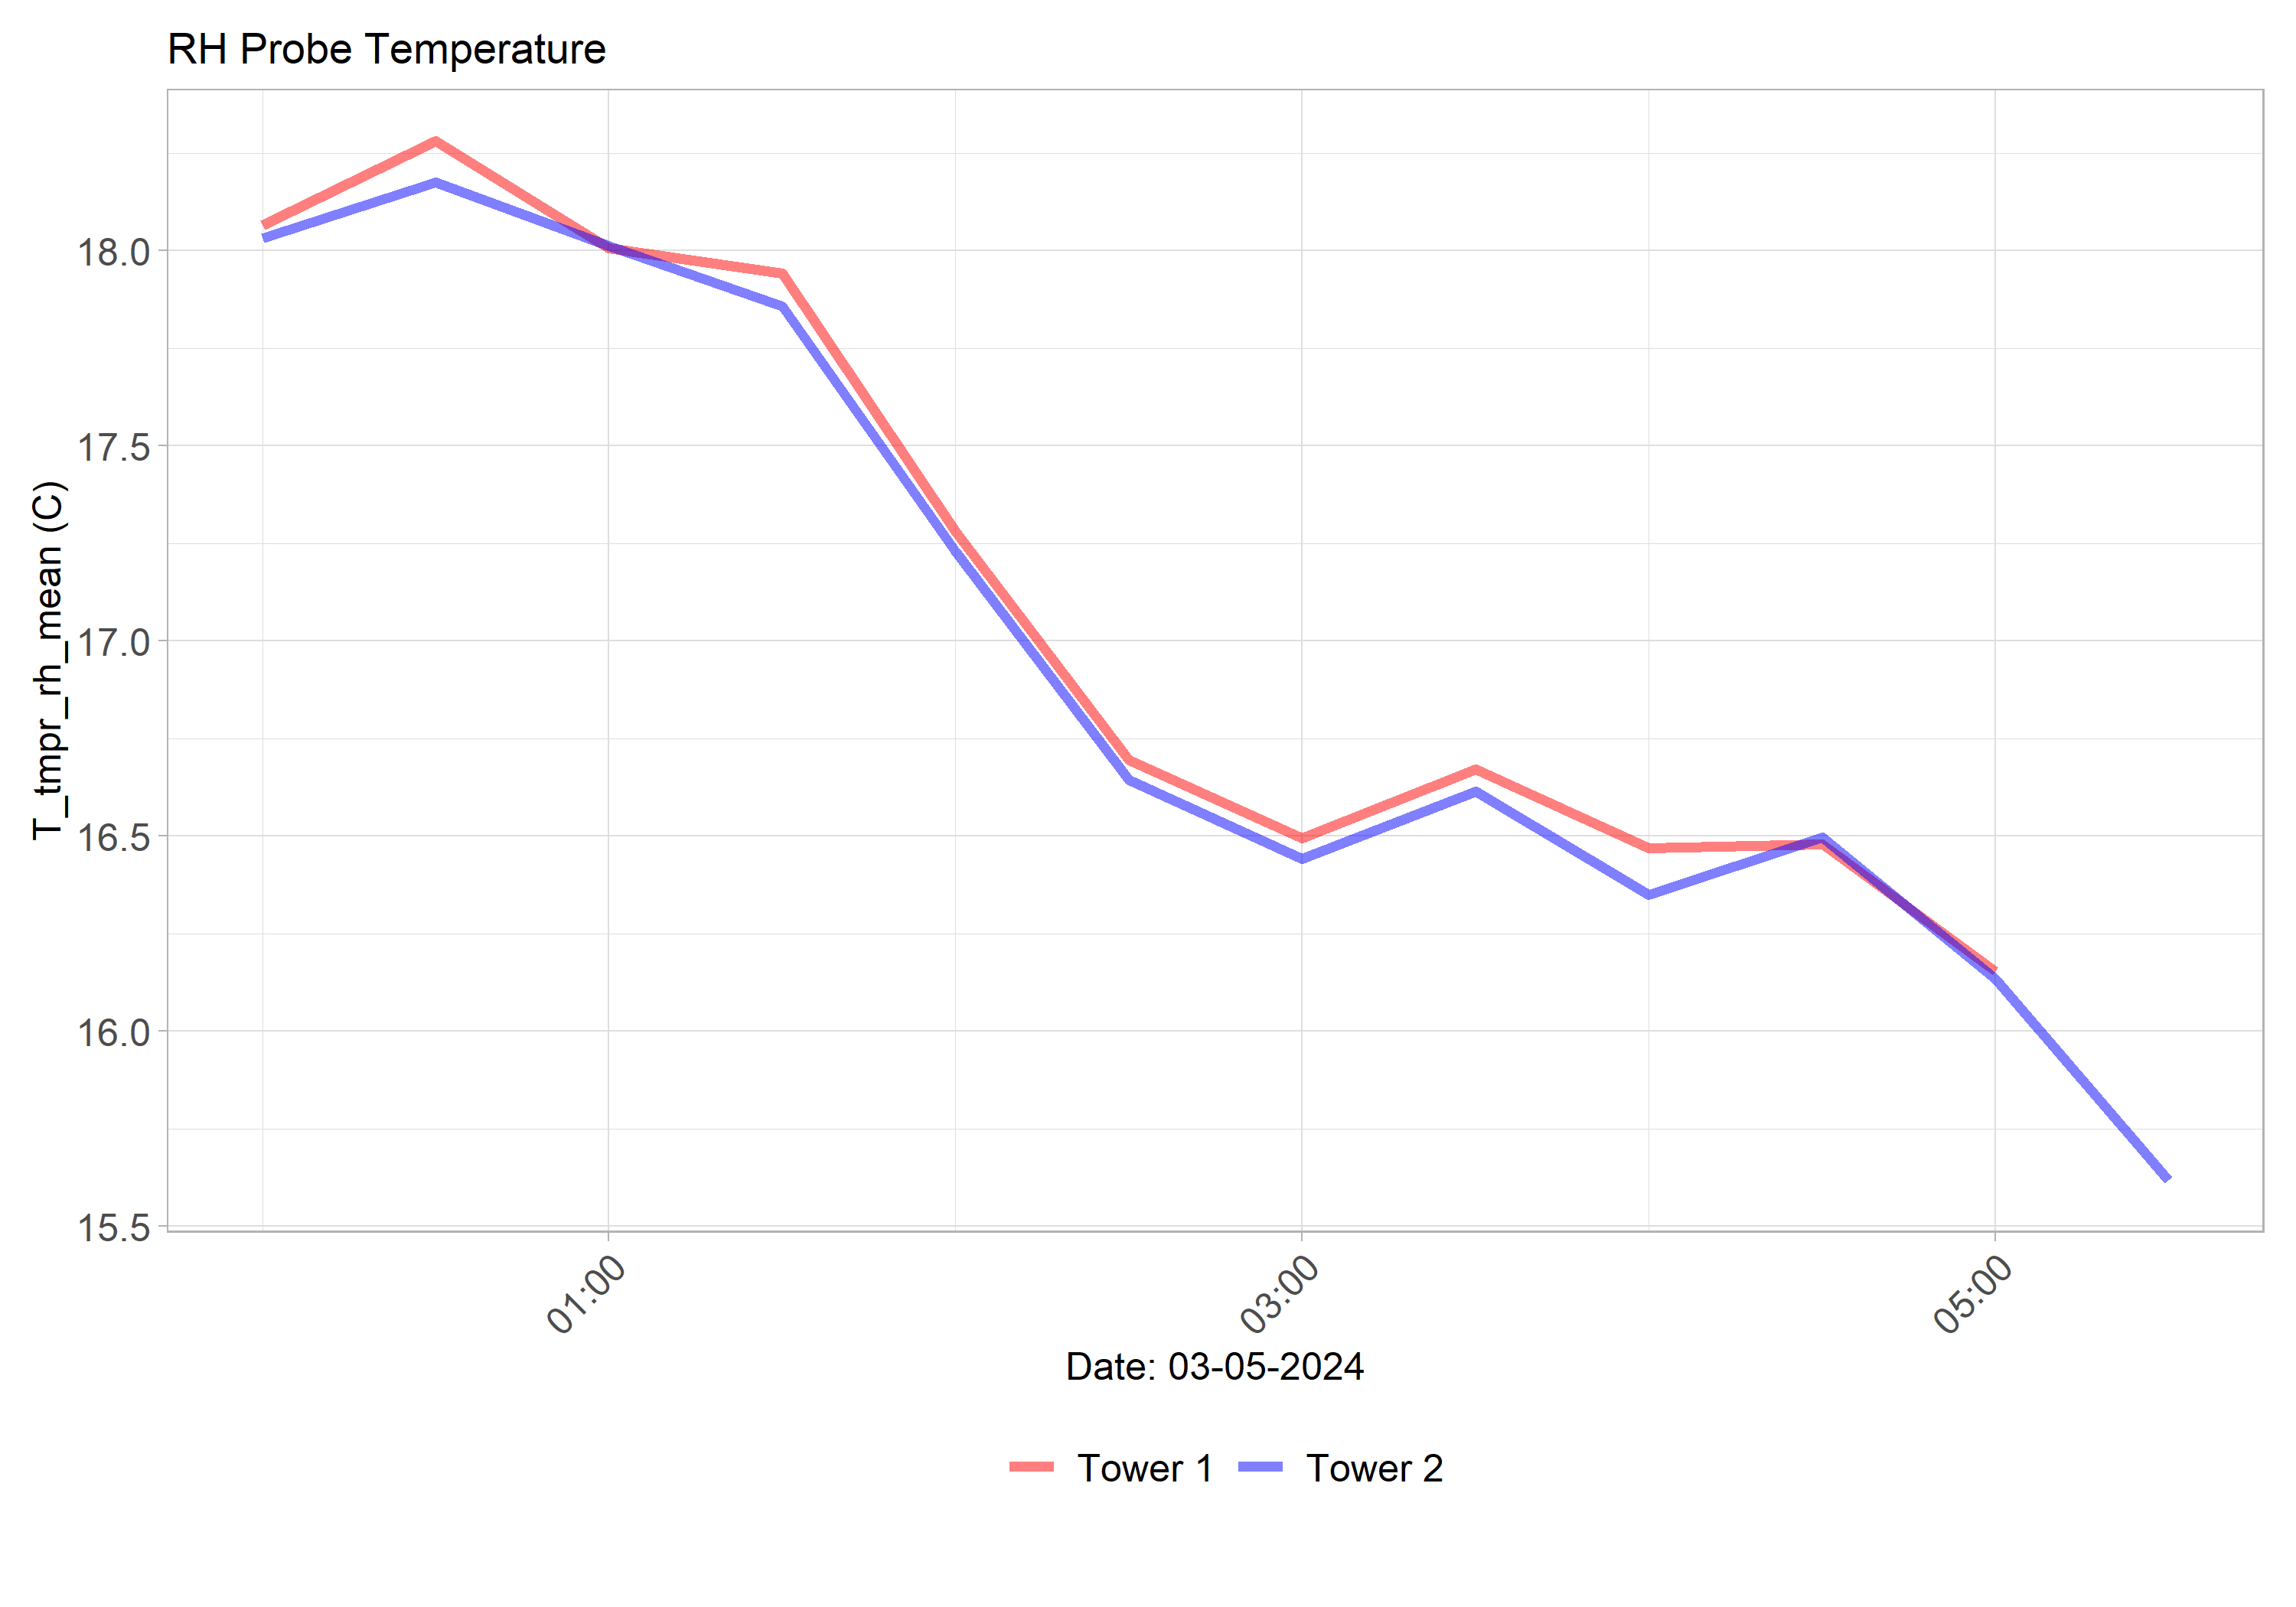 RH Probe Temperature
T_tmpr_rh_mean (C)
18.0
17.5
17.0
16.5
16.0
15.5
01:00
03:00
05:00
Date: 03-05-2024
Tower 1
Tower 2